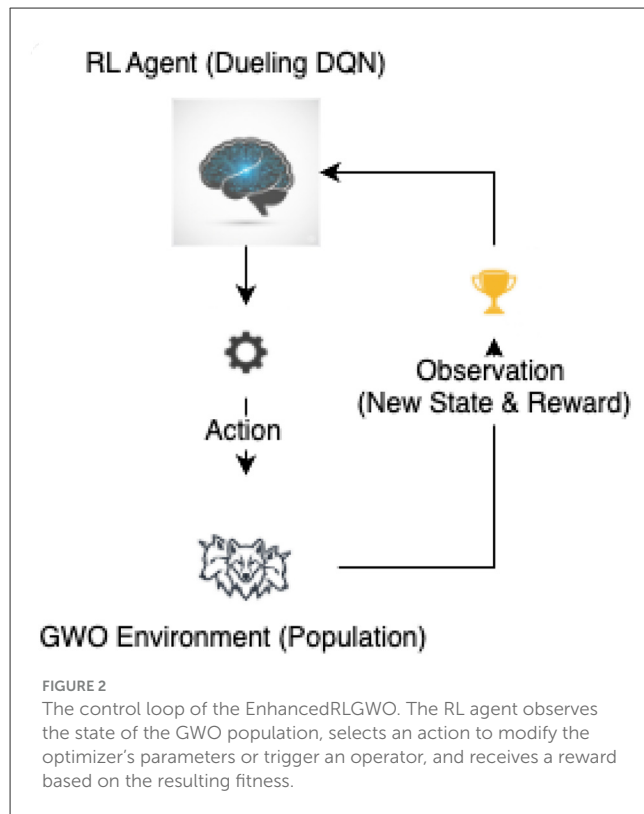 RL Agent (Dueling DQN)
Action
Observation
(New State & Reward)
GWO Environment (Population)
FIGURE 2
The control loop of the EnhancedRLGWO. The RL agent observes
the state of the GWO population, selects an action to modify the
optimizer's parameters or trigger an operator, and receives a reward
based on the resulting fitness.